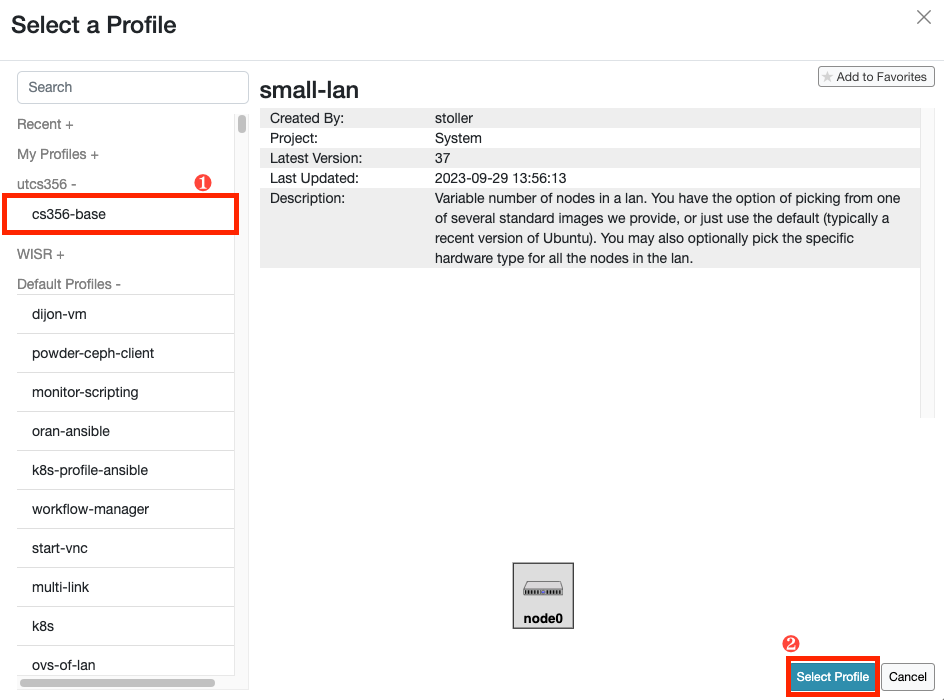 Select a Profile
Search
Recent +
My Profiles +
utcs356 -
1
cs356-base
WISR +
Default Profiles -
dijon-vm
powder-ceph-client
monitor-scripting
oran-ansible
k8s-profile-ansible
workflow-manager
start-vnc
multi-link
k8s
ovs-of-lan
Add to Favorites
small-lan
Created By: stoller
Project: System
Latest Version: 37
Last Updated: 2023-09-29 13:56:13
Description: Variable number of nodes in a lan. You have the option of picking from one
of several standard images we provide, or just use the default (typically a
recent version of Ubuntu). You may also optionally pick the specific
hardware type for all the nodes in the lan.
node0
2
Select Profile
Cancel